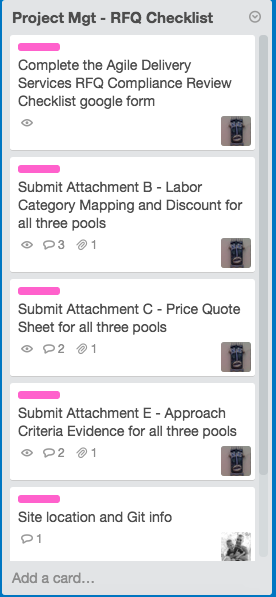 Project Mgt - RFQ Checklist
Complete the Agile Delivery
Services RFQ Compliance Review
Checklist google form
Submit Attachment B - Labor
Category Mapping and Discount for
all three pools
3 1
Submit Attachment C - Price Quote
Sheet for all three pools
2 1
Submit Attachment E - Approach
Criteria Evidence for all three pools
2 1
Site location and Git info
1
Add a card...